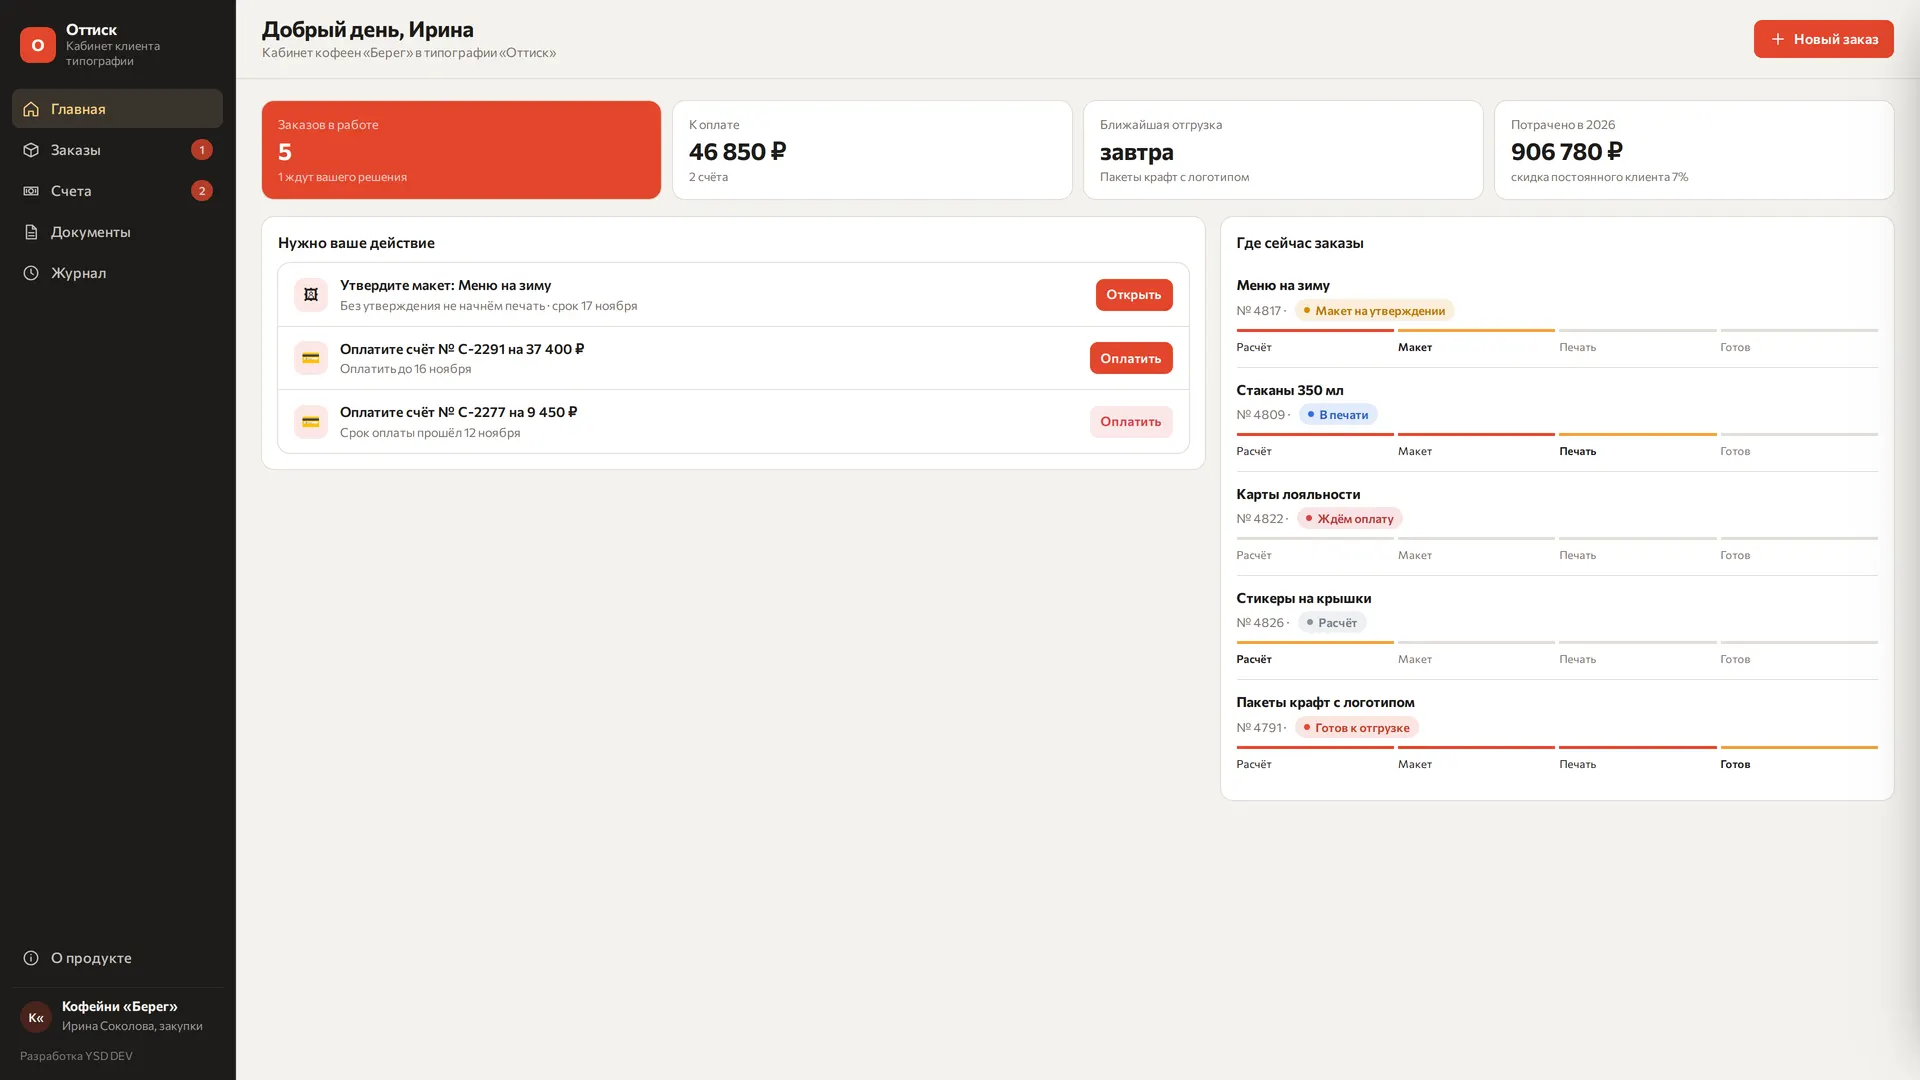 О
Оттиск
Кабинет клиента
типографии
Главная
Заказы
1
Счета
2
Документы
Журнал
О продукте
К«
Кофейни «Берег»
Ирина Соколова, закупки
Разработка YSD DEV
Добрый день, Ирина
Кабинет кофеен «Берег» в типографии «Оттиск»
Новый заказ
Заказов в работе
5
1 ждут вашего решения
К оплате
46 850 ₽
2 счёта
Ближайшая отгрузка
завтра
Пакеты крафт с логотипом
Потрачено в 2026
906 780 ₽
скидка постоянного клиента 7%
Нужно ваше действие
Утвердите макет: Меню на зиму
Без утверждения не начнём печать · срок 17 ноября
Открыть
Оплатите счёт № С-2291 на 37 400 ₽
Оплатить до 16 ноября
Оплатить
Оплатите счёт № С-2277 на 9 450 ₽
Срок оплаты прошёл 12 ноября
Оплатить
Где сейчас заказы
Меню на зиму
№ 4817 · Макет на утверждении
Расчёт Макет Печать Готов
Стаканы 350 мл
№ 4809 · В печати
Расчёт Макет Печать Готов
Карты лояльности
№ 4822 · Ждём оплату
Расчёт Макет Печать Готов
Стикеры на крышки
№ 4826 · Расчёт
Расчёт Макет Печать Готов
Пакеты крафт с логотипом
№ 4791 · Готов к отгрузке
Расчёт Макет Печать Готов